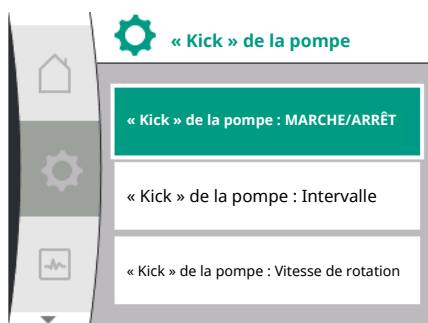 « Kick » de la pompe
« Kick » de la pompe : MARCHE/ARRÊT
« Kick » de la pompe : Intervalle
« Kick » de la pompe : Vitesse de rotation